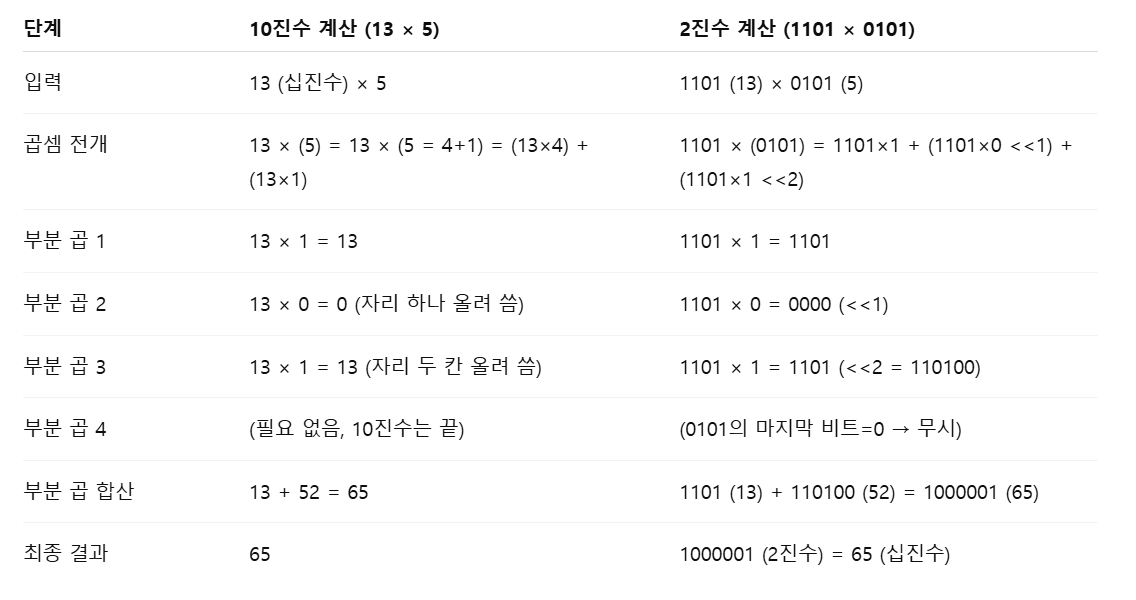 단계 10진수 계산 (13 × 5) 2진수 계산 (1101 × 0101)
입력 13 (십진수) × 5 1101 (13) × 0101 (5)
곱셈 전개 13 × (5) = 13 × (5 = 4+1) = (13×4) + 1101 × (0101) = 1101×1 + (1101×0 <<1) +
(13×1) (1101×1 <<2)
부분 곱 1 13 × 1 = 13 1101 × 1 = 1101
부분 곱 2 13 × 0 = 0 (자리 하나 올려 씀) 1101 × 0 = 0000 (<<1)
부분 곱 3 13 × 1 = 13 (자리 두 칸 올려 씀) 1101 × 1 = 1101 (<<2 = 110100)
부분 곱 4 (필요 없음, 10진수는 끝) (0101의 마지막 비트=0 → 무시)
부분 곱 합산 13 + 52 = 65 1101 (13) + 110100 (52) = 1000001 (65)
최종 결과 65 1000001 (2진수) = 65 (십진수)